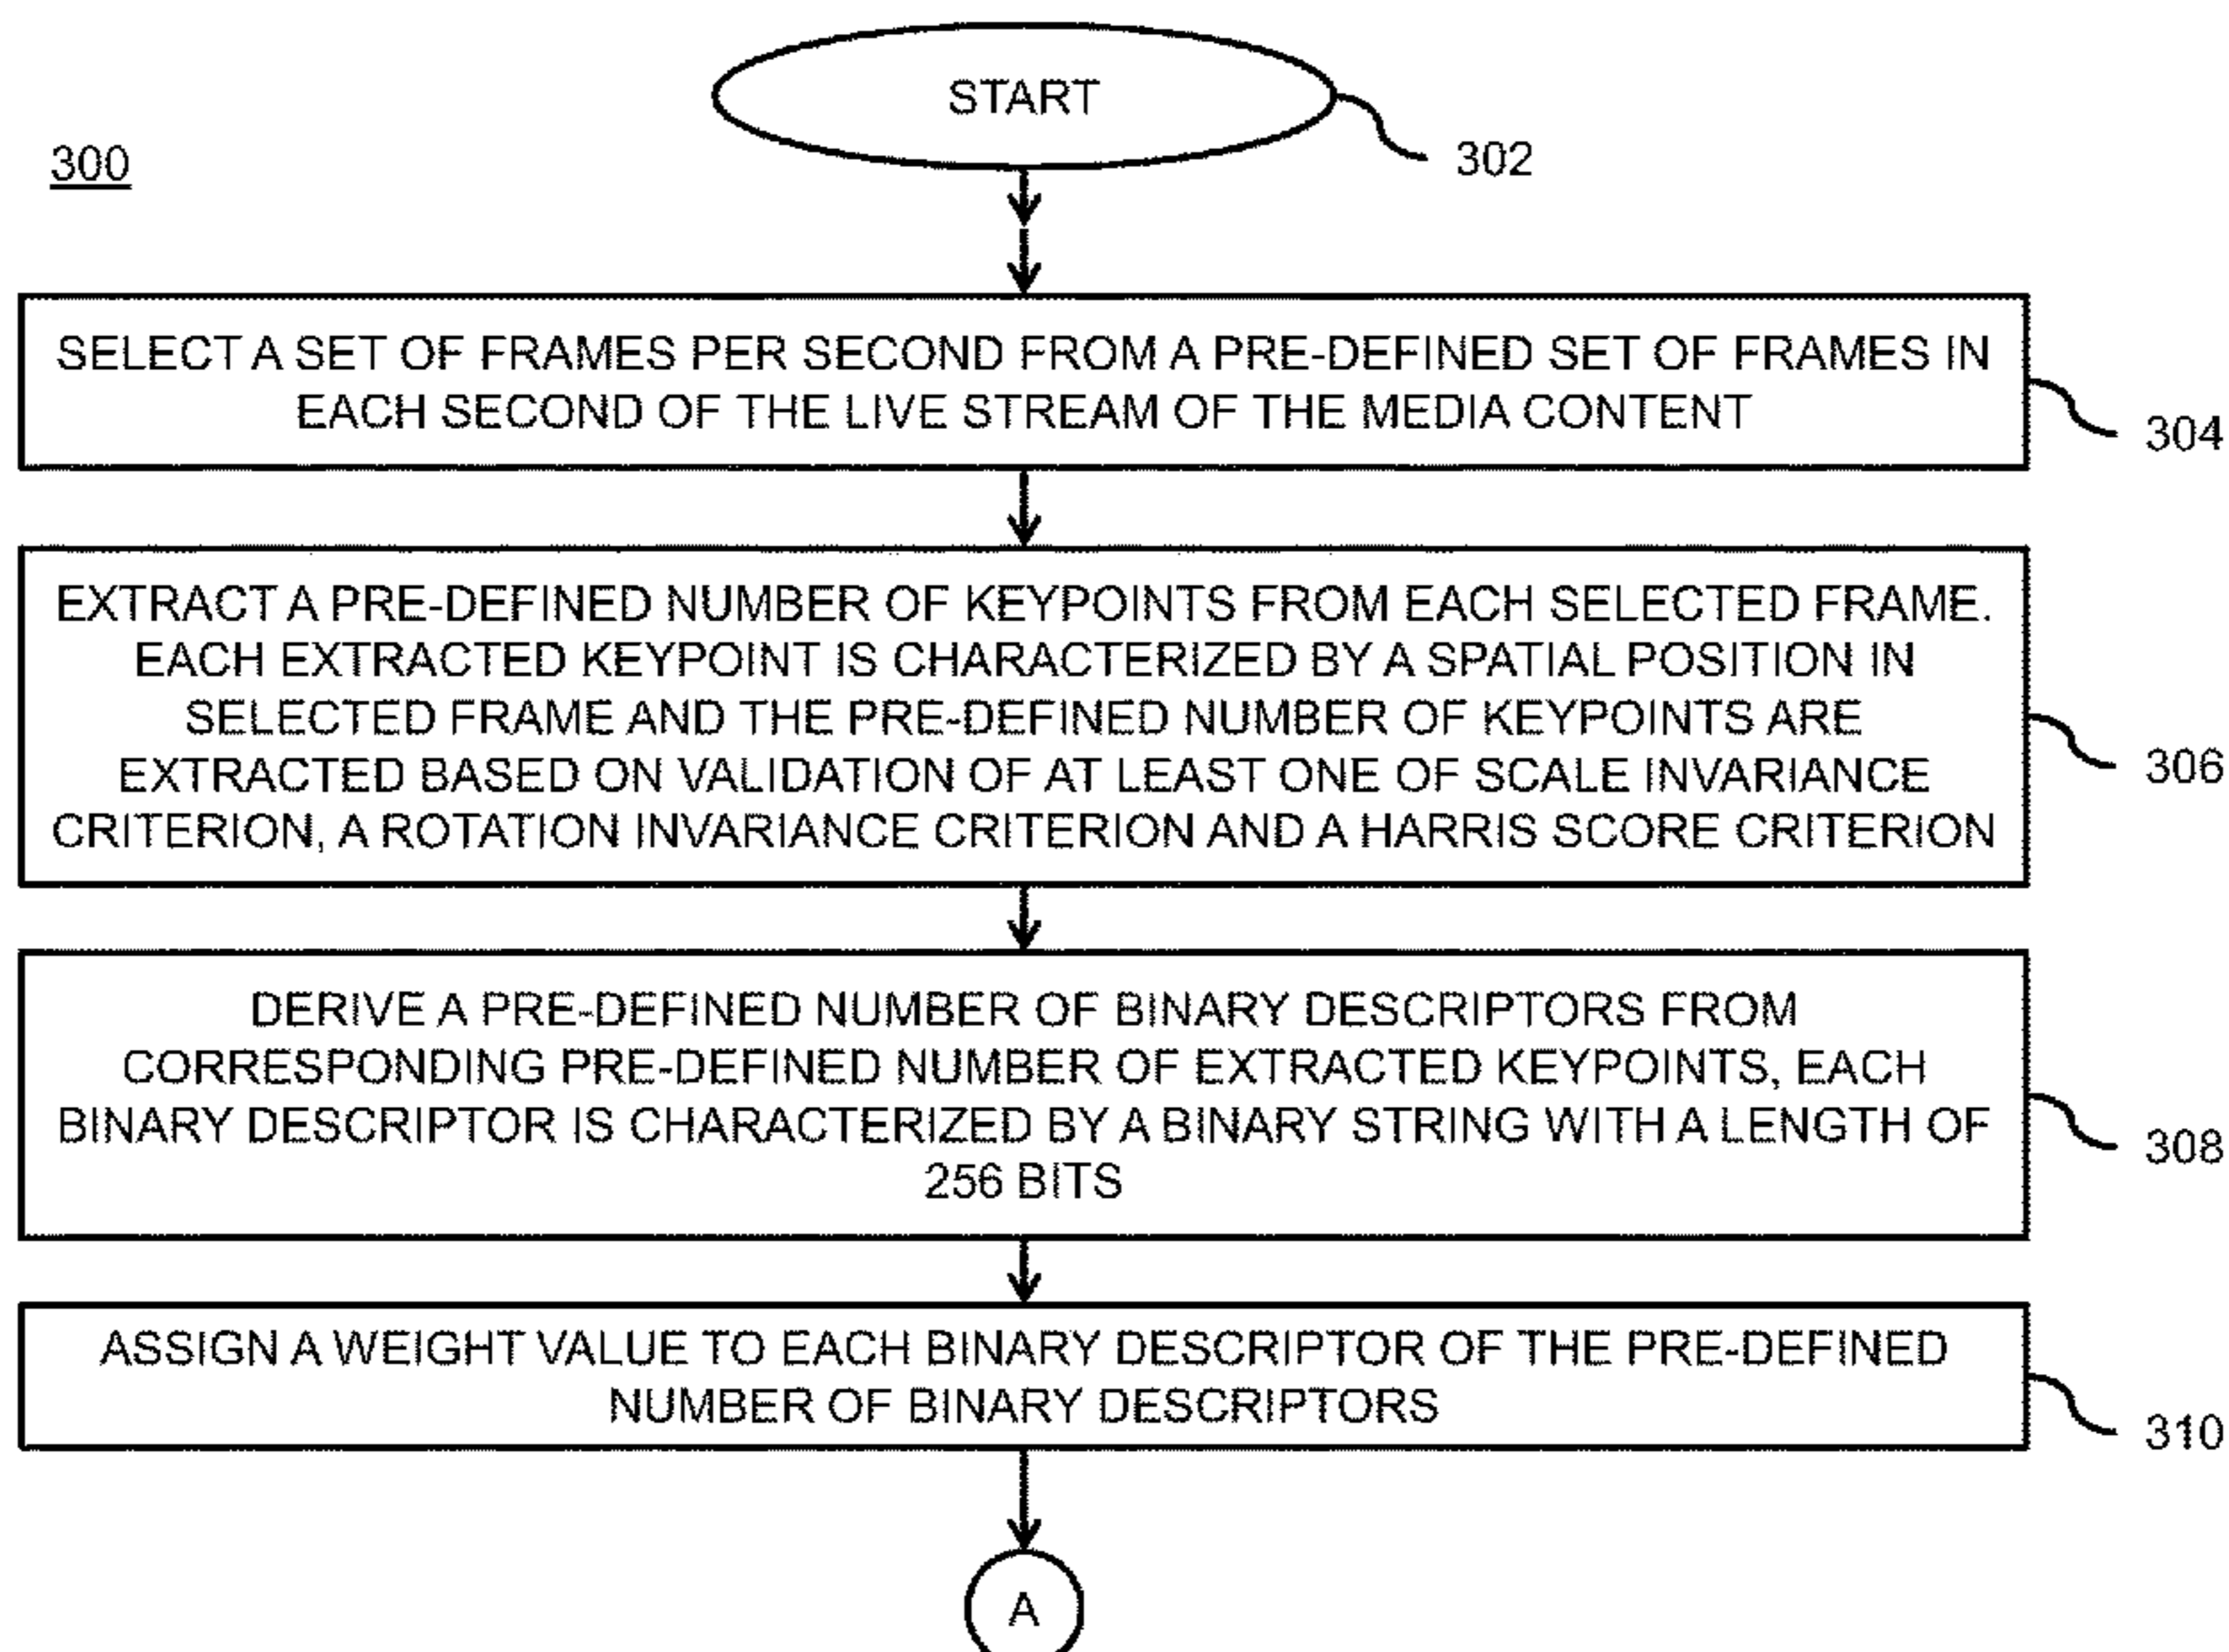 START
302
300
SELECT A SET OF FRAMES PER SECOND FROM A PRE-DEFINED SET OF FRAMES IN
EACH SECOND OF THE LIVE STREAM OF THE MEDIA CONTENT
304
EXTRACT A PRE-DEFINED NUMBER OF KEYPOINTS FROM EACH SELECTED FRAME.
EACH EXTRACTED KEYPOINT IS CHARACTERIZED BY A SPATIAL POSITION IN
SELECTED FRAME AND THE PRE-DEFINED NUMBER OF KEYPOINTS ARE
EXTRACTED BASED ON VALIDATION OF AT LEAST ONE OF SCALE INVARIANCE
CRITERION, A ROTATION INVARIANCE CRITERION AND A HARRIS SCORE CRITERION
306
DERIVE A PRE-DEFINED NUMBER OF BINARY DESCRIPTORS FROM
CORRESPONDING PRE-DEFINED NUMBER OF EXTRACTED KEYPOINTS, EACH
BINARY DESCRIPTOR IS CHARACTERIZED BY A BINARY STRING WITH A LENGTH OF
256 BITS
308
ASSIGN A WEIGHT VALUE TO EACH BINARY DESCRIPTOR OF THE PRE-DEFINED
NUMBER OF BINARY DESCRIPTORS
310
A